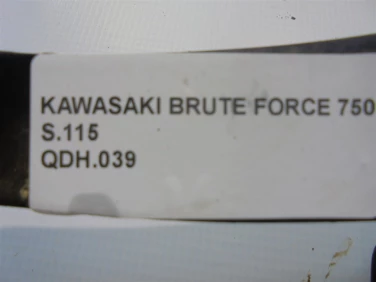 KAWASAKI BRUTE FORCE 750
S.115
QDH.039